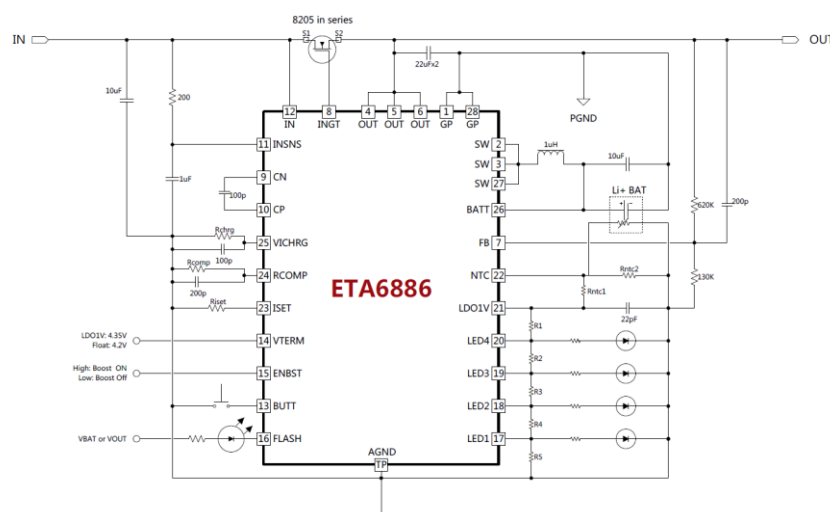 8205 in series
IN
S1
S2
OUT
10uF
200
22uFx2
PGND
12
8
4
5
6
1
28
IN
INGT
OUT
OUT
OUT
GP
GP
11
INSNS
SW
2
1uH
1uF
SW
3
10uF
9
CN
SW
27
100p
Li+ BAT
10
CP
BATT
26
+
-
620K
200p
Rchrg
25
VICHRG
FB
7
100p
Rcomp
24
RCOMP
ETA6886
NTC
22
Rntc2
130K
200p
Rntc1
Riset
23
ISET
LDO1V
21
22pF
R1
LDO1V: 4.35V
Float: 4.2V
14
VTERM
LED4
20
R2
High: Boost ON
Low: Boost Off
15
ENBST
LED3
19
R3
13
BUTT
LED2
18
R4
VBAT or VOUT
16
FLASH
LED1
17
AGND
R5
TP